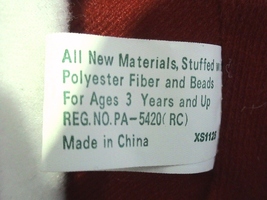 All New Materials, Stuffed
Polyester Fiber and Beads
For Ages 3 Years and Up
REG.NO.PA-5420(RC)
Made in China XS1125